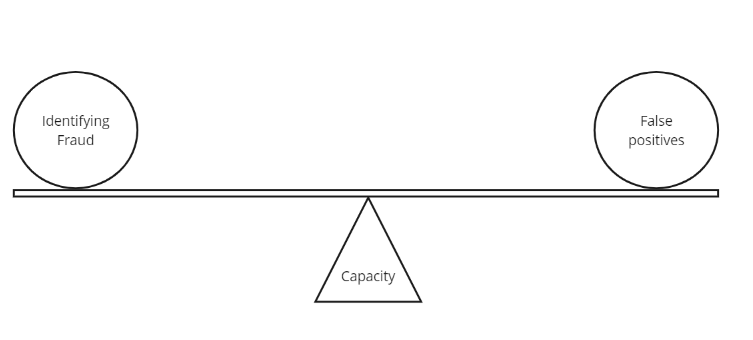 Identifying
Fraud
False
positives
Capacity